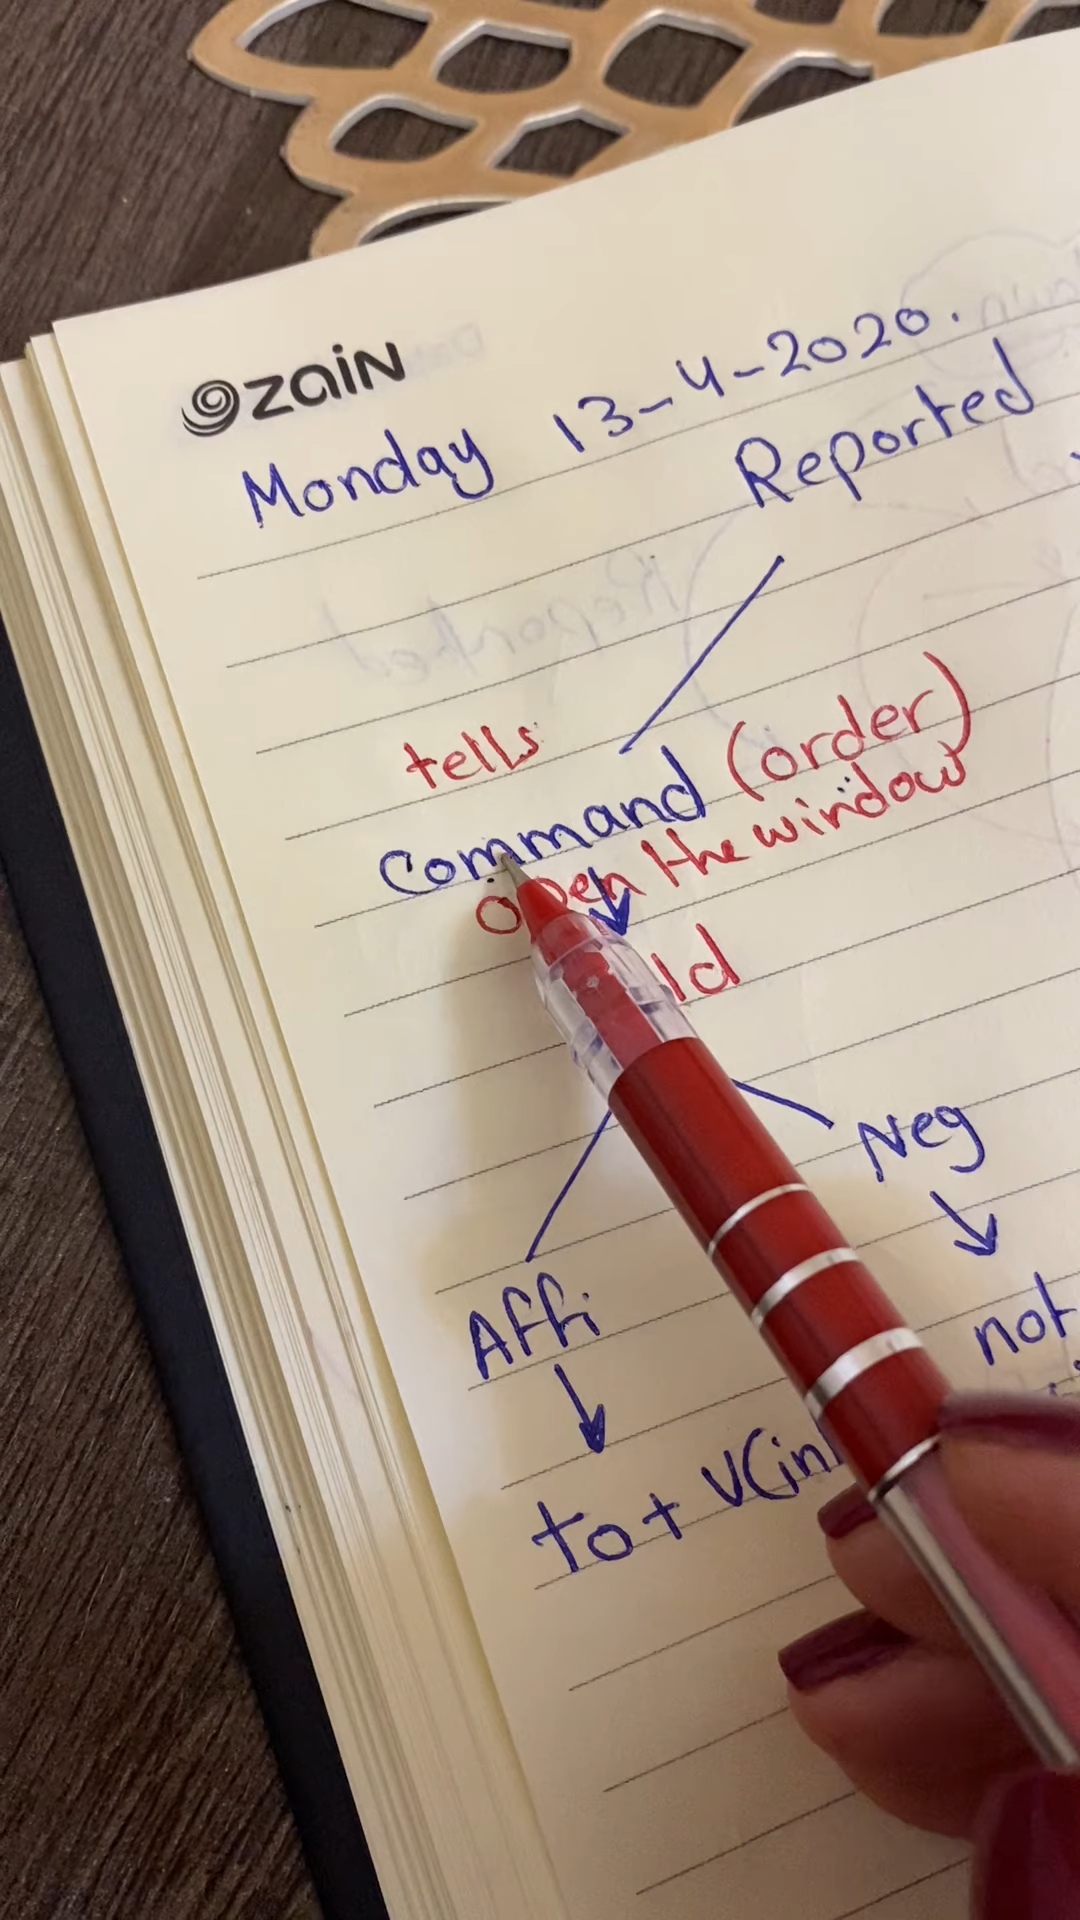 zain
Monday 13-4-2020.
Reported
tells
Command (order)
open the window
Neg
Affi
not
to + V(in